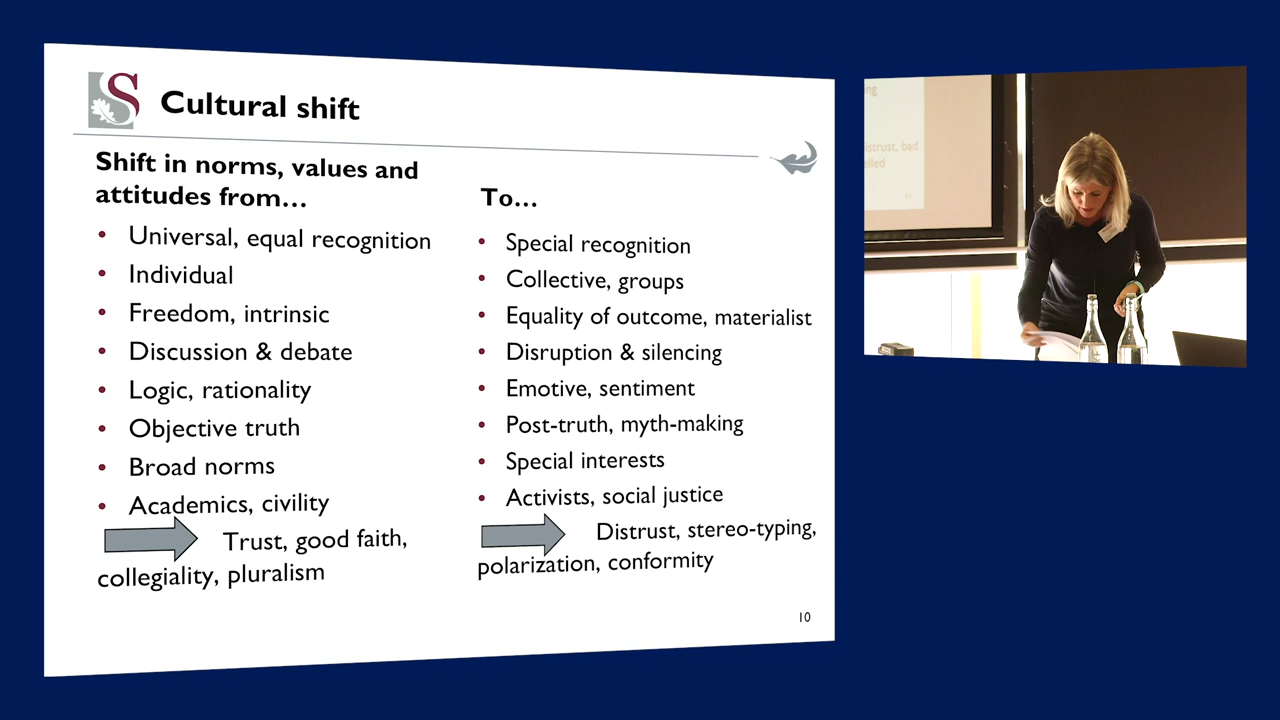 S
Cultural shift
Shift in norms, values and
attitudes from...
• Universal, equal recognition
• Individual
• Freedom, intrinsic
• Discussion & debate
• Logic, rationality
• Objective truth
• Broad norms
• Academics, civility
Trust, good faith,
collegiality, pluralism
To...
• Special recognition
• Collective, groups
• Equality of outcome, materialist
• Disruption & silencing
• Emotive, sentiment
• Post-truth, myth-making
• Special interests
• Activists, social justice
Distrust, stereo-typing,
polarization, conformity
10
bad
11